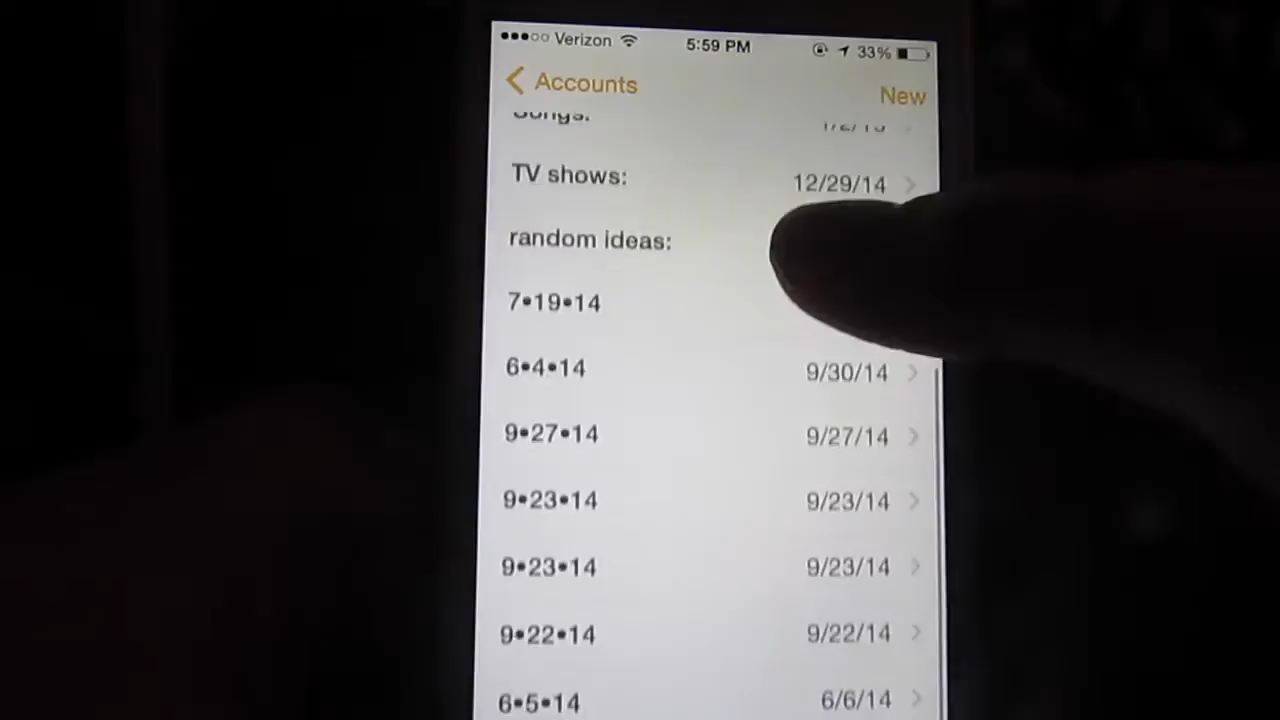 Verizon 5:59 PM 33%
Accounts New
Songs:
TV shows: 12/29/14
random ideas:
7•19•14
6•4•14 9/30/14
9•27•14 9/27/14
9•23•14 9/23/14
9•23•14 9/23/14
9•22•14 9/22/14
6•5•14 6/6/14